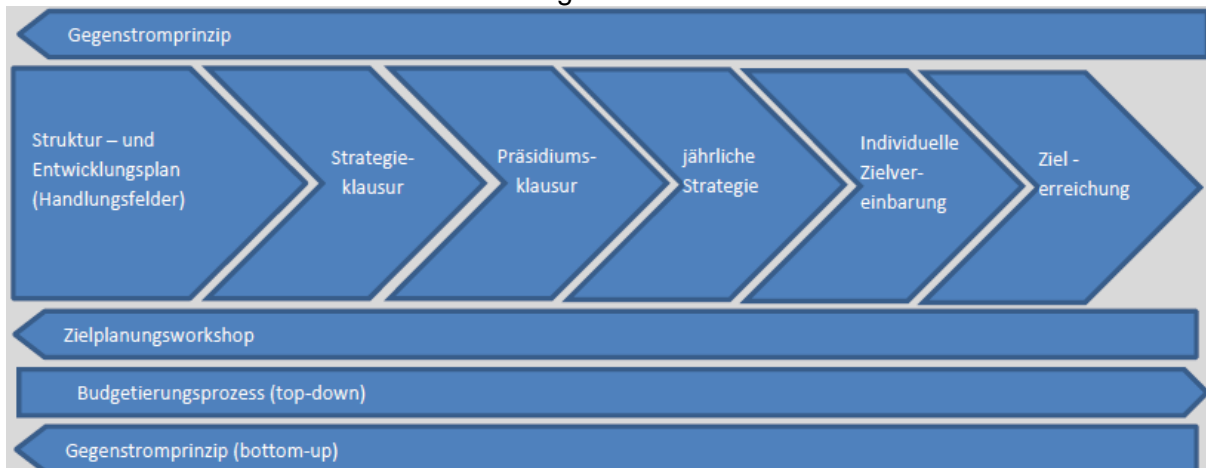 Gegenstromprinzip
Struktur – und
Entwicklungsplan
(Handlungsfelder)
Strategie-
klausur
Präsidiums-
klausur
jährliche
Strategie
Individuelle
Zielver-
einbarung
Ziel -
erreichung
Zielplanungsworkshop
Budgetierungsprozess (top-down)
Gegenstromprinzip (bottom-up)